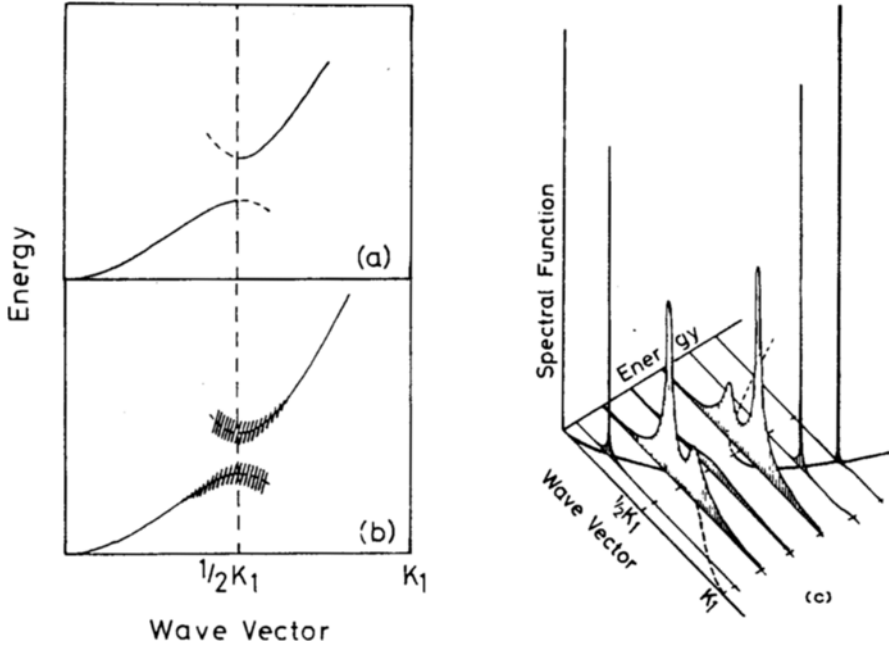 Energy
(a)
(b)
1/2K1
K1
Wave Vector
Spectral Function
Energy
Wave Vector
1/2K1
K1
(c)